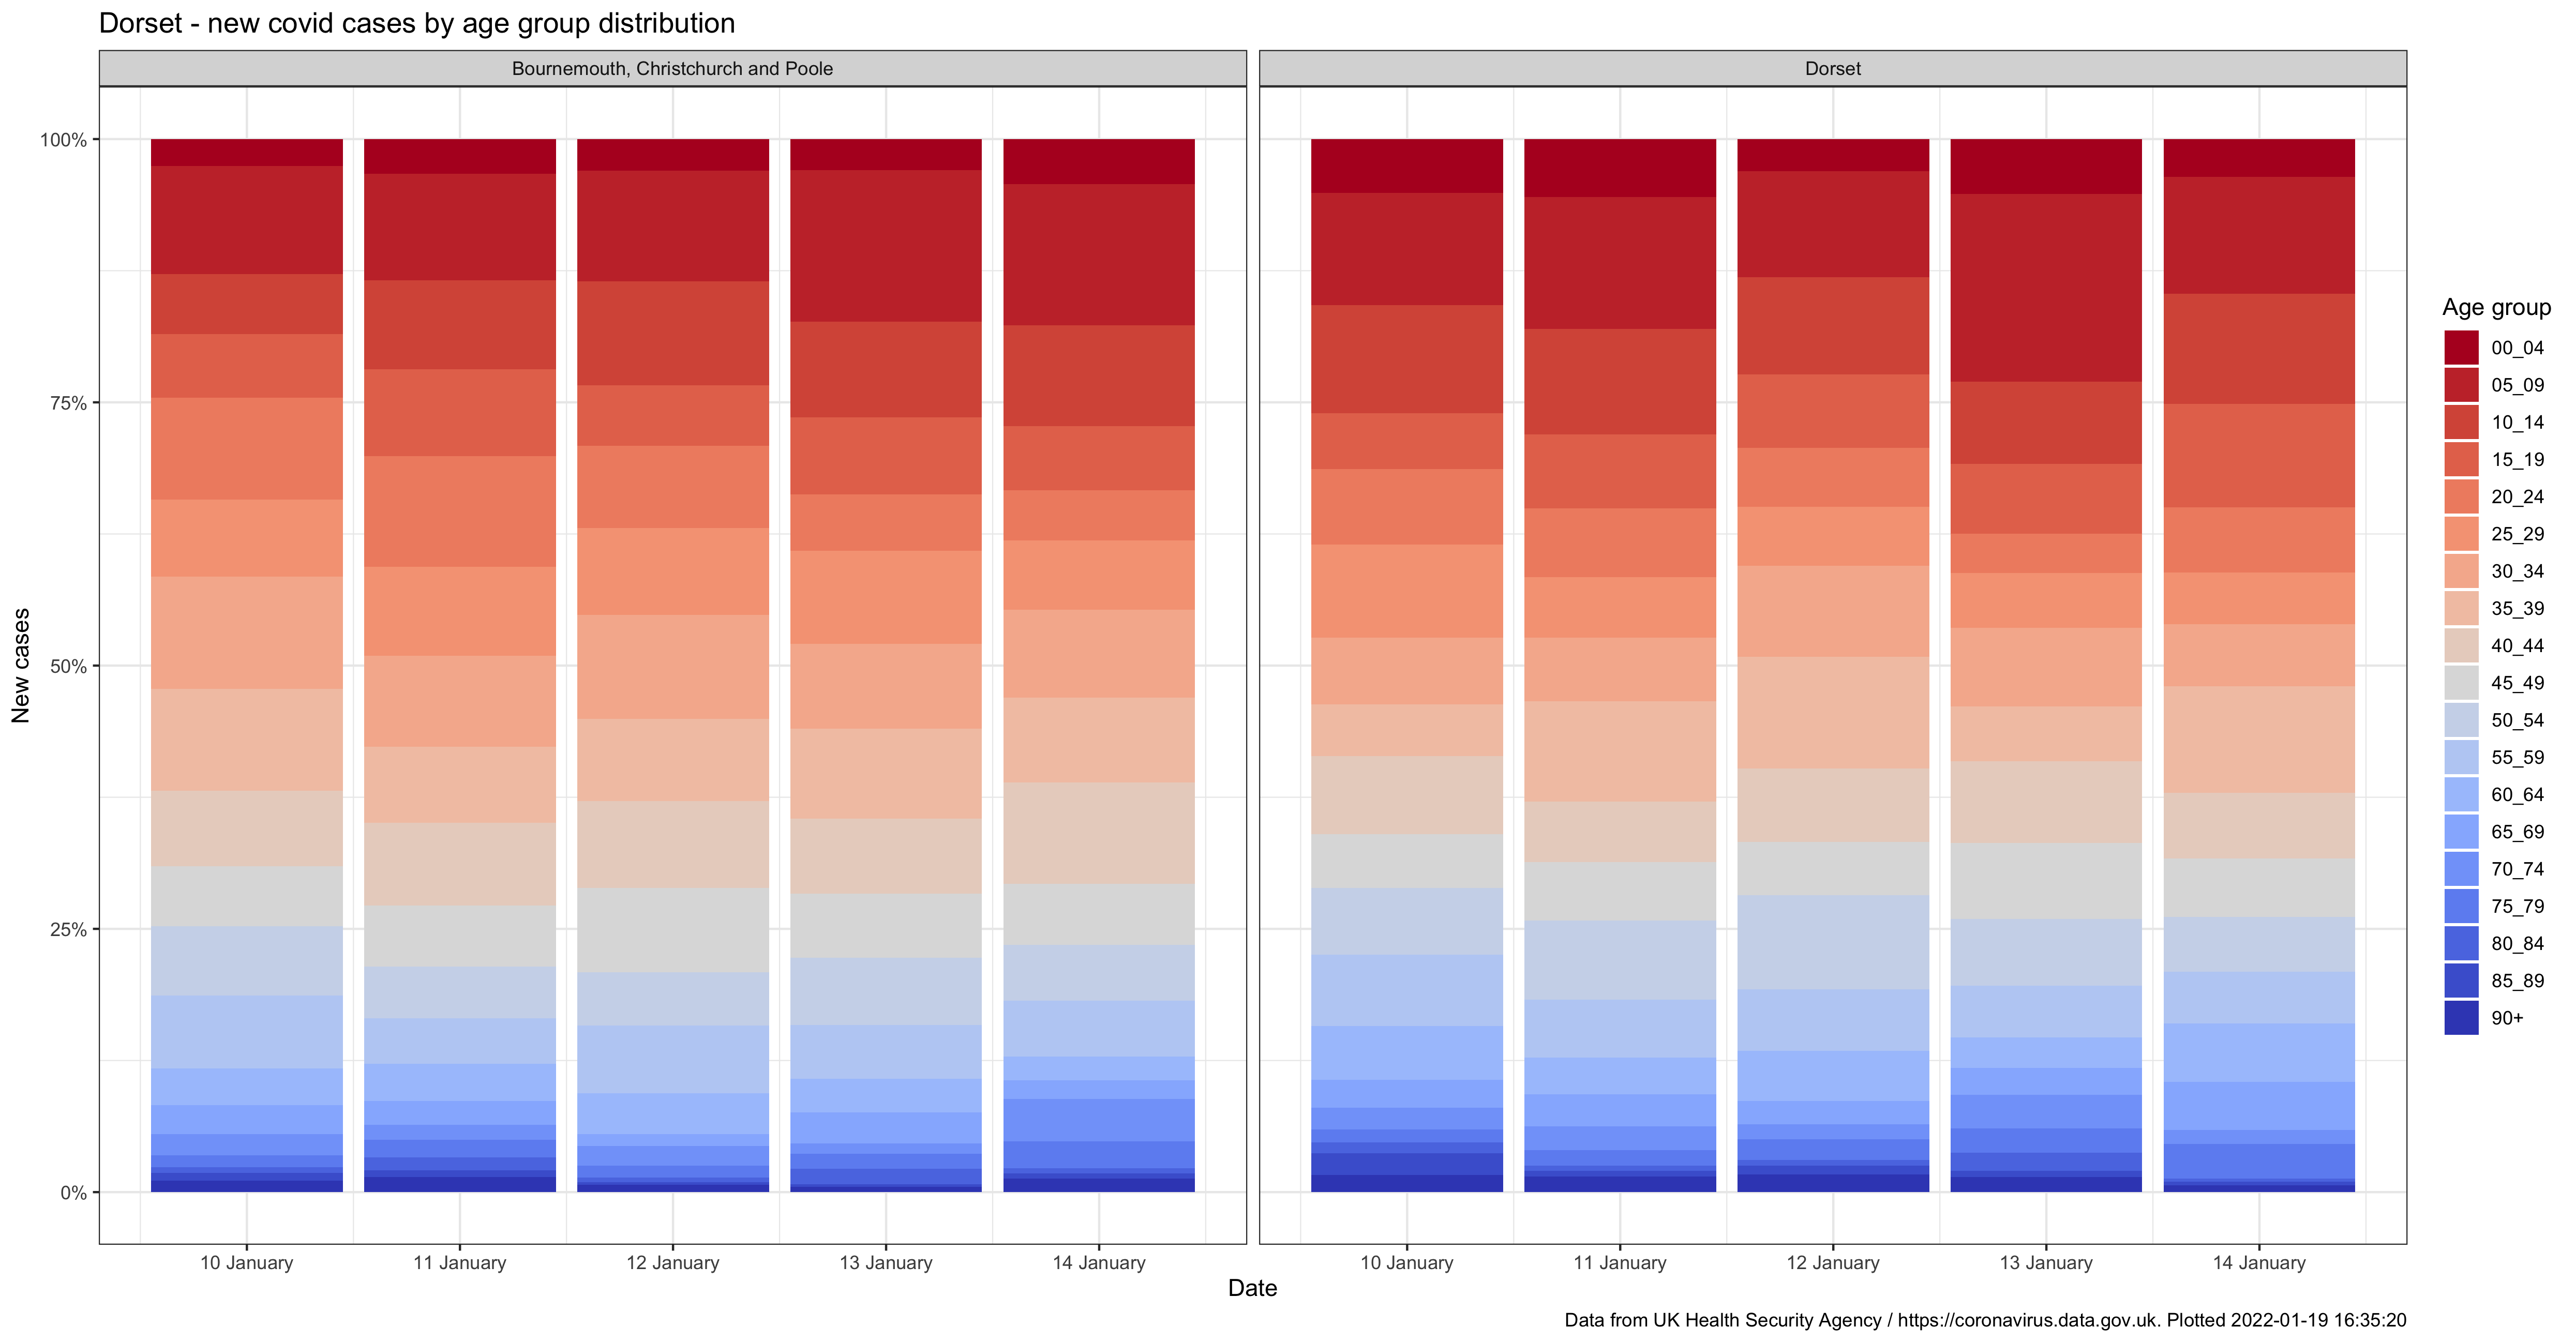 Dorset - new covid cases by age group distribution
Bournemouth, Christchurch and Poole
Dorset
100%
75%
50%
25%
0%
New cases
10 January
11 January
12 January
13 January
14 January
10 January
11 January
12 January
13 January
14 January
Date
Age group
00_04
05_09
10_14
15_19
20_24
25_29
30_34
35_39
40_44
45_49
50_54
55_59
60_64
65_69
70_74
75_79
80_84
85_89
90+
Data from UK Health Security Agency / https://coronavirus.data.gov.uk. Plotted 2022-01-19 16:35:20